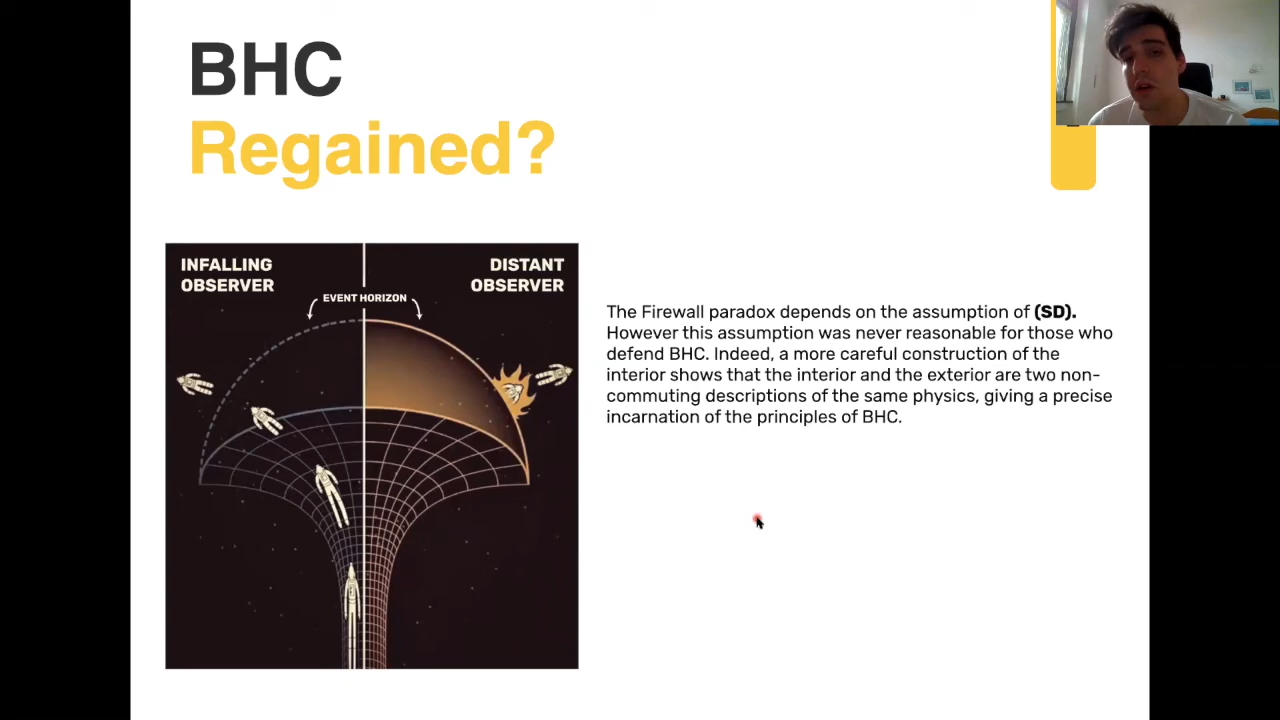 BHC
Regained?
INFALLING
OBSERVER
DISTANT
OBSERVER
EVENT HORIZON
The Firewall paradox depends on the assumption of (SD).
However this assumption was never reasonable for those who
defend BHC. Indeed, a more careful construction of the
interior shows that the interior and the exterior are two non-
commuting descriptions of the same physics, giving a precise
incarnation of the principles of BHC.